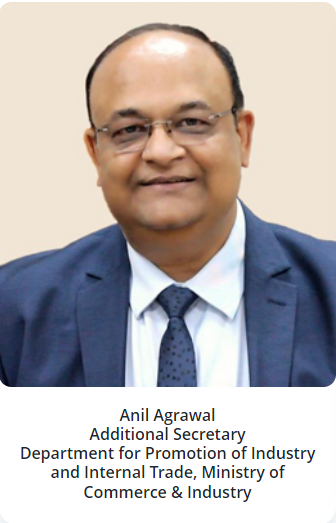 Anil Agrawal
Additional Secretary
Department for Promotion of Industry
and Internal Trade, Ministry of
Commerce & Industry